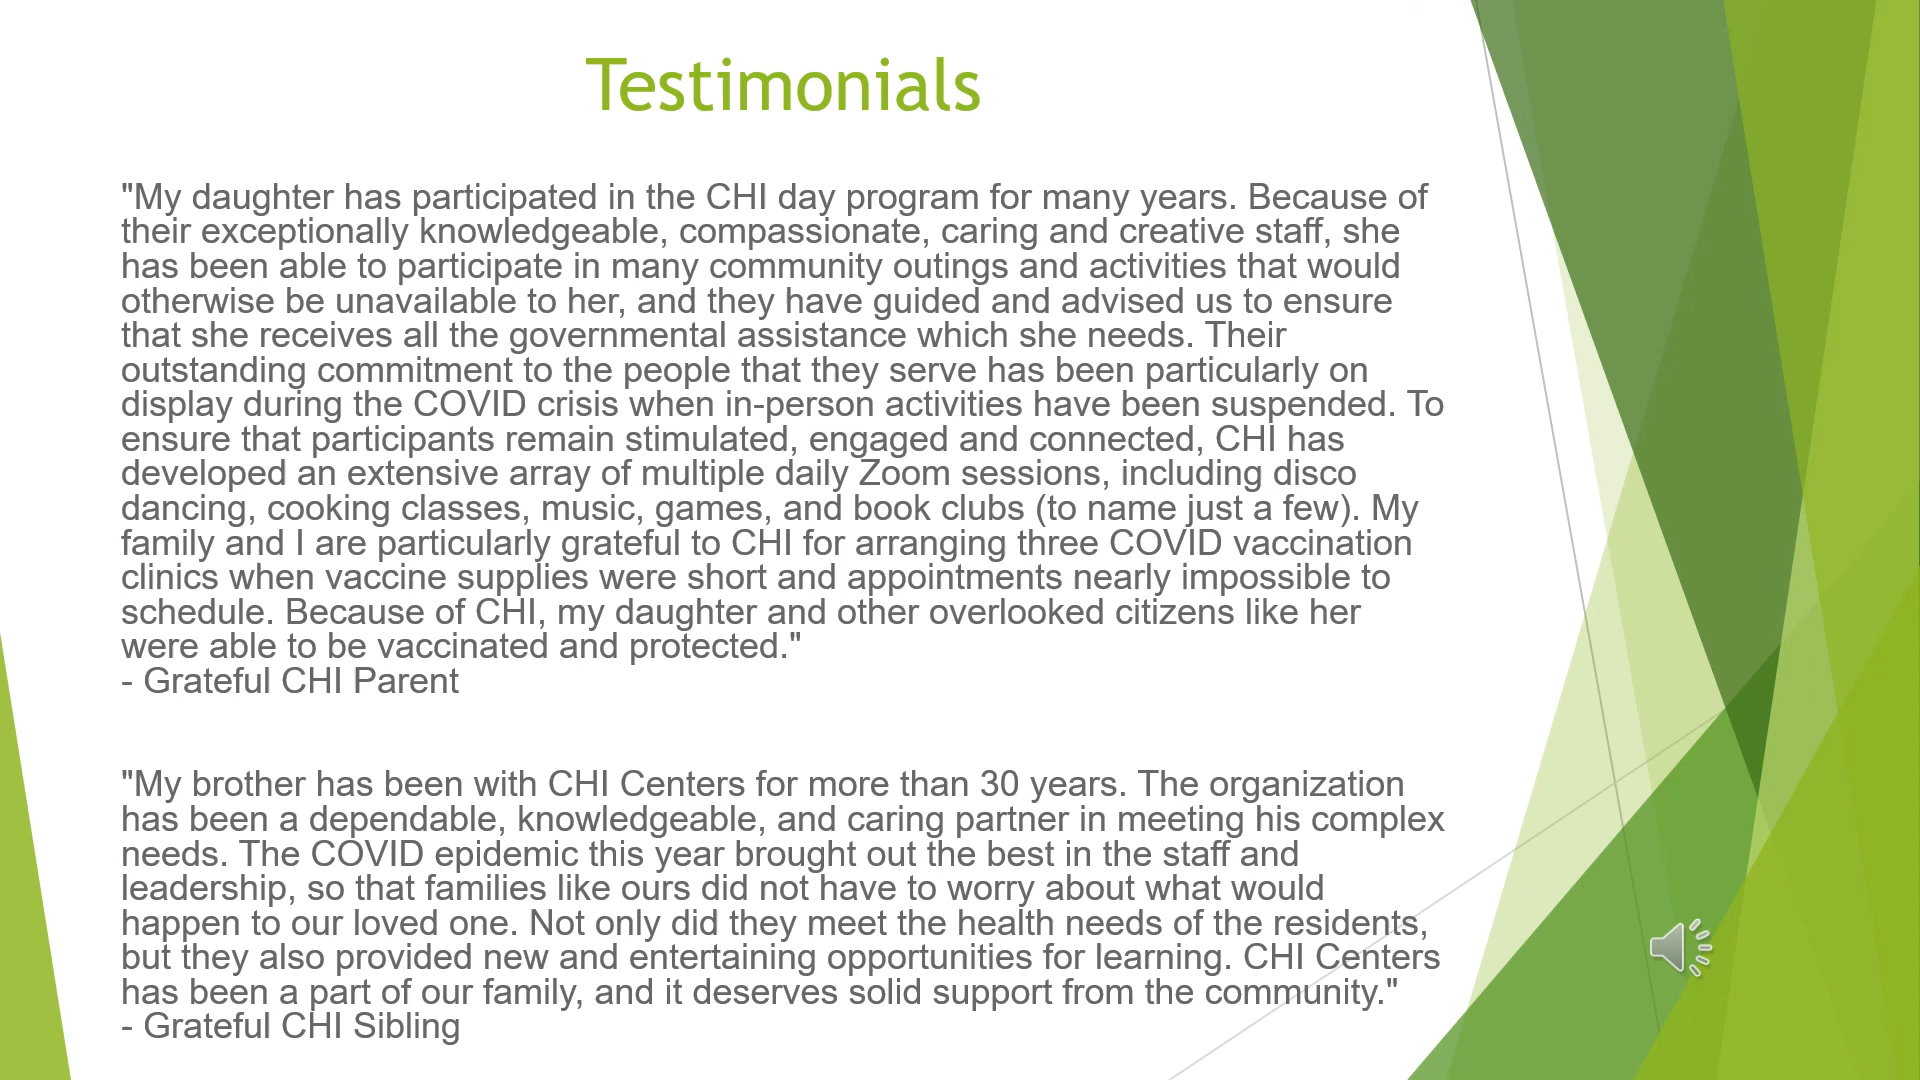 Testimonials
"My daughter has participated in the CHI day program for many years. Because of
their exceptionally knowledgeable, compassionate, caring and creative staff, she
has been able to participate in many community outings and activities that would
otherwise be unavailable to her, and they have guided and advised us to ensure
that she receives all the governmental assistance which she needs. Their
outstanding commitment to the people that they serve has been particularly on
display during the COVID crisis when in-person activities have been suspended. To
ensure that participants remain stimulated, engaged and connected, CHI has
developed an extensive array of multiple daily Zoom sessions, including disco
dancing, cooking classes, music, games, and book clubs (to name just a few). My
family and I are particularly grateful to CHI for arranging three COVID vaccination
clinics when vaccine supplies were short and appointments nearly impossible to
schedule. Because of CHI, my daughter and other overlooked citizens like her
were able to be vaccinated and protected."
- Grateful CHI Parent
"My brother has been with CHI Centers for more than 30 years. The organization
has been a dependable, knowledgeable, and caring partner in meeting his complex
needs. The COVID epidemic this year brought out the best in the staff and
leadership, so that families like ours did not have to worry about what would
happen to our loved one. Not only did they meet the health needs of the residents,
but they also provided new and entertaining opportunities for learning. CHI Centers
has been a part of our family, and it deserves solid support from the community."
- Grateful CHI Sibling